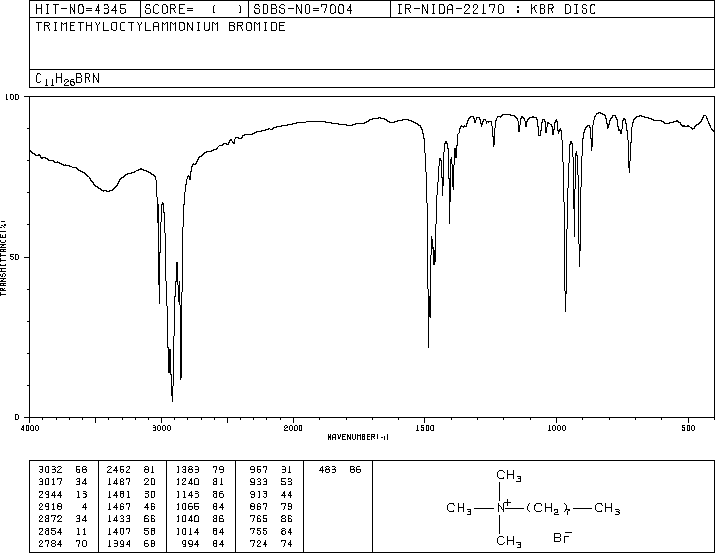 HIT-NO=4345 SCORE= ( ) SDBS-NO=7004 IR-NIDA-22170 : KBR DISC
TRIMETHYLOCTYLAMMONIUM BROMIDE
C11H26BRN
100
50
0
TRANSMITTANCE(%)
4000 3000 2000 1500 1000 500
WAVENUMBER(-1)
3032 68 2462 81 1383 79 967 31 483 86
3017 34 1487 20 1240 81 933 53
2944 13 1481 30 1143 86 913 44
2918 4 1467 46 1066 84 867 79
2872 34 1433 66 1040 86 765 86
2854 11 1407 58 1014 84 755 84
2784 70 1394 68 994 84 724 74
CH3
CH3—N+—(CH2)7—CH3
CH3 Br−